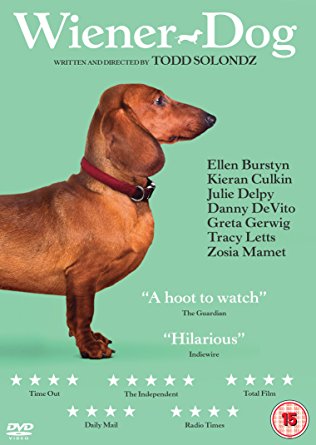 Wiener-Dog
WRITTEN AND DIRECTED BY TODD SOLONDZ
Ellen Burstyn
Kieran Culkin
Julie Delpy
Danny DeVito
Greta Gerwig
Tracy Letts
Zosia Mamet
“A hoot to watch”
The Guardian
“Hilarious”
Indiewire
★★★★ ★★★★★ ★★★★
Time Out The Independent Total Film
★★★★ ★★★★
Daily Mail Radio Times
DVD
VIDEO
15